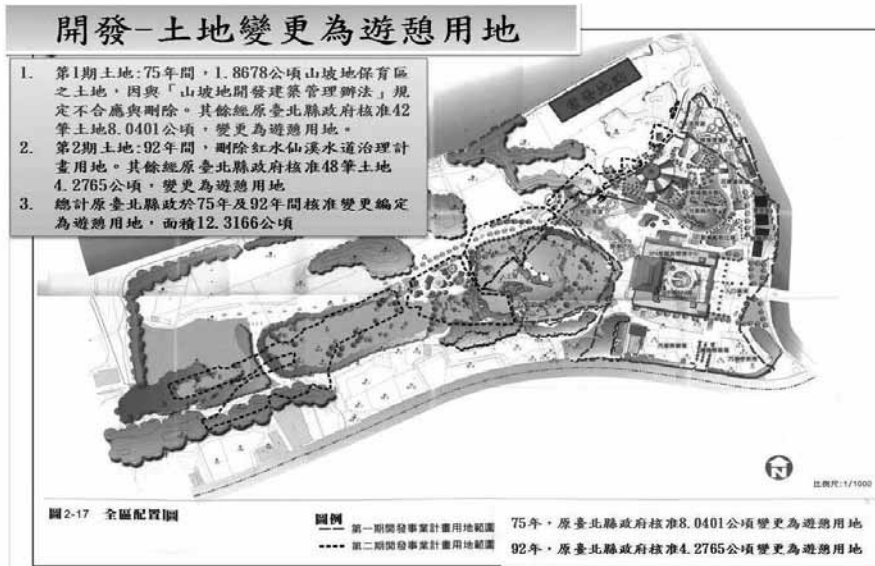 開發-土地變更為遊憩用地
1. 第1期土地:75年間，1.8678公頃山坡地保育區
之土地，因與「山坡地開發建築管理辦法」規
定不合應與刪除。其餘經原臺北縣政府核准42
筆土地8.0401公頃，變更為遊憩用地。
2. 第2期土地:92年間，刪除紅水仙溪水道治理計
畫用地。其餘經原臺北縣政府核准48筆土地
4.2765公頃，變更為遊憩用地
3. 總計原臺北縣政於75年及92年間核准變更編定
為遊憩用地，面積12.3166公頃
比例尺:1/1000
圖2-17 全區配置圖
圖例
第一期開發事業計畫用地範圍
第二期開發事業計畫用地範圍
75年，原臺北縣政府核准8.0401公頃變更為遊憩用地
92年，原臺北縣政府核准4.2765公頃變更為遊憩用地